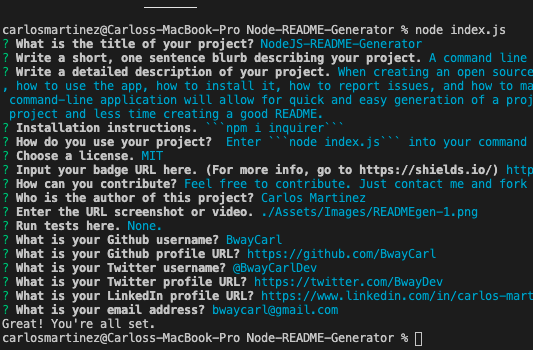 carlosmartinez@Carloss-MacBook-Pro Node-README-Generator % node index.js
? What is the title of your project? NodeJS-README-Generator
? Write a short, one sentence blurb describing your project. A command line
? Write a detailed description of your project. When creating an open source
, how to use the app, how to install it, how to report issues, and how to ma
command-line application will allow for quick and easy generation of a proj
project and less time creating a good README.
? Installation instructions. ```npm i inquirer```
? How do you use your project?  Enter ```node index.js``` into your command
? Choose a license. MIT
? Input your badge URL here. (For more info, go to https://shields.io/) http
? How can you contribute? Feel free to contribute. Just contact me and fork
? Who is the author of this project? Carlos Martinez
? Enter the URL screenshot or video. ./Assets/Images/READMEgen-1.png
? Run tests here. None.
? What is your Github username? BwayCarl
? What is your Github profile URL? https://github.com/BwayCarl
? What is your Twitter username? @BwayCarlDev
? What is your Twitter profile URL? https://twitter.com/BwayDev
? What is your LinkedIn profile URL? https://www.linkedin.com/in/carlos-mart
? What is your email address? bwaycarl@gmail.com
Great! You're all set.
carlosmartinez@Carloss-MacBook-Pro Node-README-Generator %